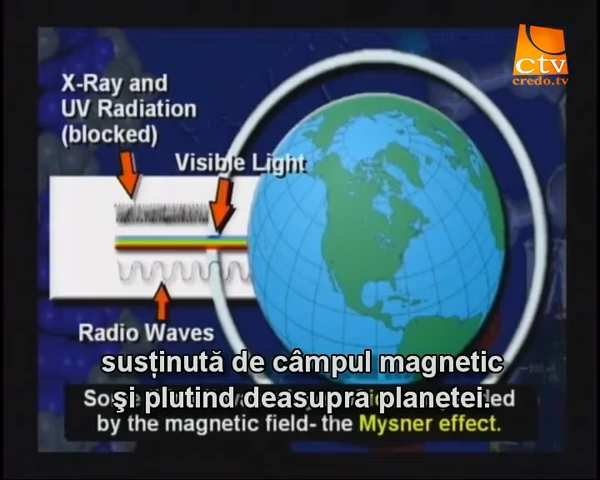 ctv
credo.tv
X-Ray and
UV Radiation
(blocked)
Visible Light
Radio Waves
susținută de câmpul magnetic
şi plutind deasupra planetei.
by the magnetic field- the Mysner effect.